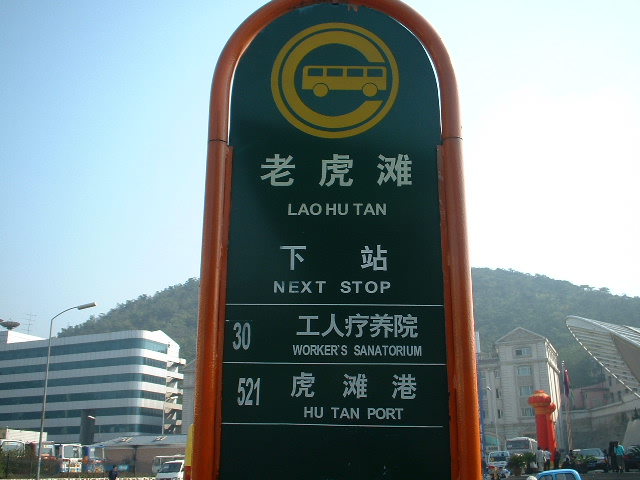 老虎滩
LAO HU TAN
下站
NEXT STOP
30 工人疗养院
WORKER'S SANATORIUM
521 虎滩港
HU TAN PORT